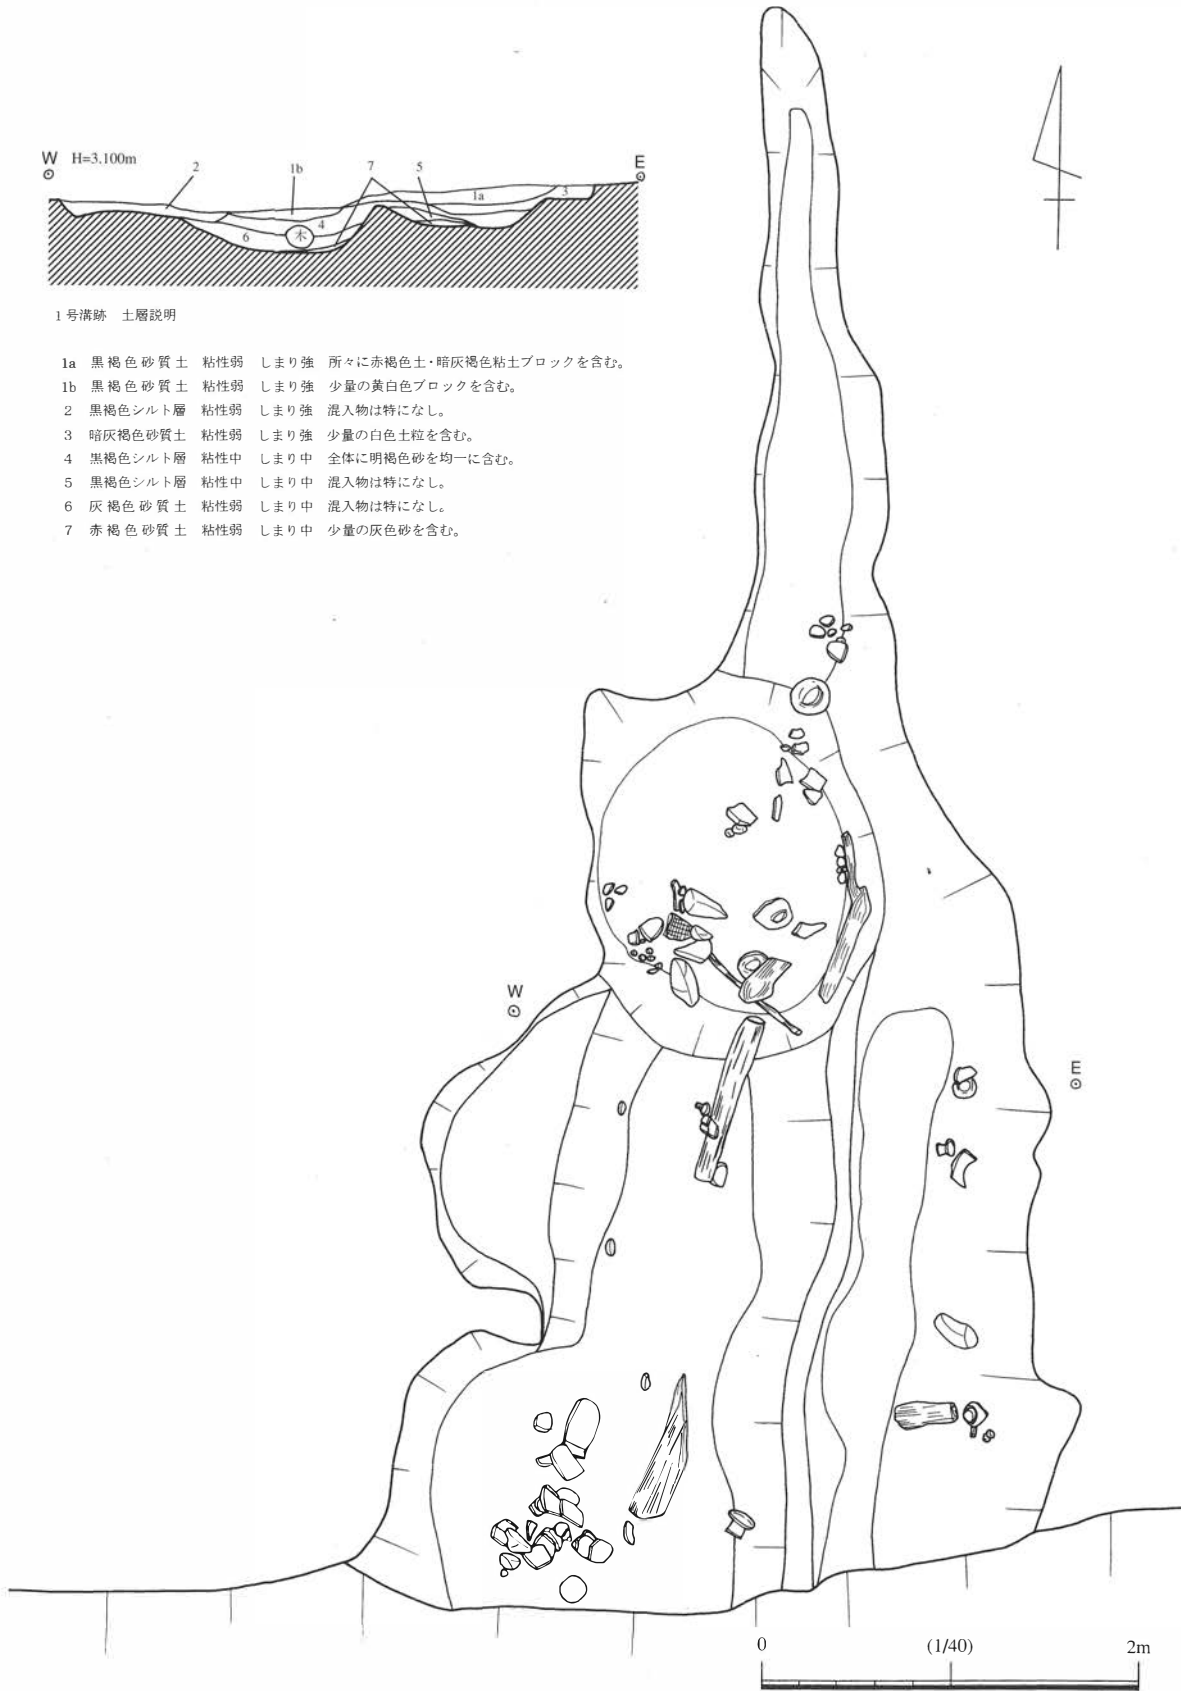 W H=3.100m
E
2
1b
7
5
1a
3
4
木
6
1号溝跡 土層説明
1a 黒褐色砂質土 粘性弱 しまり強 所々に赤褐色土・暗灰褐色粘土ブロックを含む。
1b 黒褐色砂質土 粘性弱 しまり強 少量の黄白色ブロックを含む。
2 黒褐色シルト層 粘性弱 しまり強 混入物は特になし。
3 暗灰褐色砂質土 粘性弱 しまり強 少量の白色土粒を含む。
4 黒褐色シルト層 粘性中 しまり中 全体に明褐色砂を均一に含む。
5 黒褐色シルト層 粘性中 しまり中 混入物は特になし。
6 灰褐色砂質土 粘性弱 しまり中 混入物は特になし。
7 赤褐色砂質土 粘性弱 しまり中 少量の灰色砂を含む。
W
E
0 (1/40) 2m